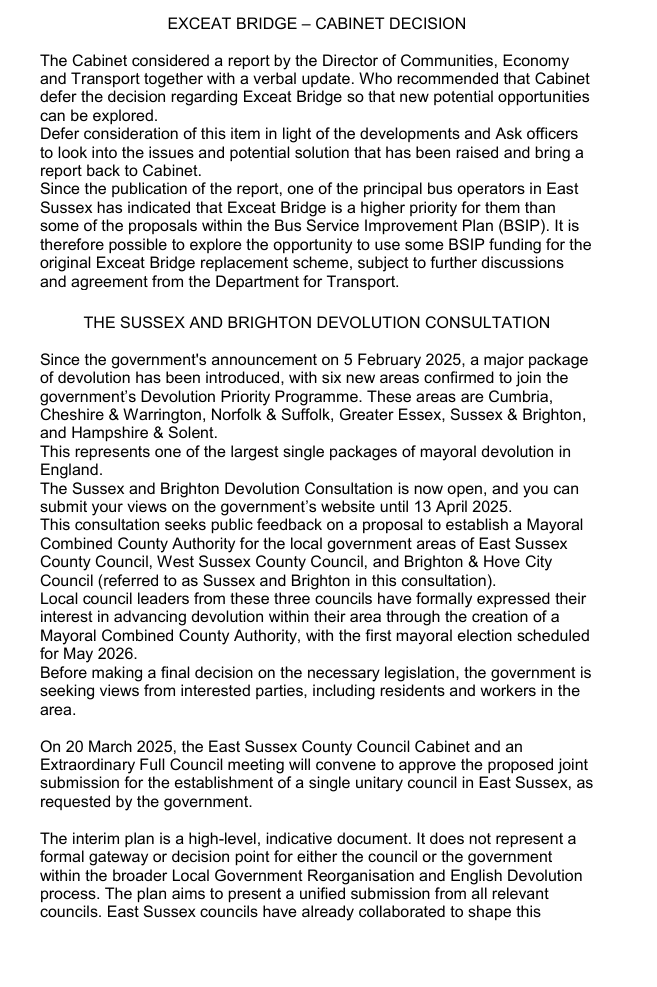 EXCEAT BRIDGE – CABINET DECISION
The Cabinet considered a report by the Director of Communities, Economy
and Transport together with a verbal update. Who recommended that Cabinet
defer the decision regarding Exceat Bridge so that new potential opportunities
can be explored.
Defer consideration of this item in light of the developments and Ask officers
to look into the issues and potential solution that has been raised and bring a
report back to Cabinet.
Since the publication of the report, one of the principal bus operators in East
Sussex has indicated that Exceat Bridge is a higher priority for them than
some of the proposals within the Bus Service Improvement Plan (BSIP). It is
therefore possible to explore the opportunity to use some BSIP funding for the
original Exceat Bridge replacement scheme, subject to further discussions
and agreement from the Department for Transport.
THE SUSSEX AND BRIGHTON DEVOLUTION CONSULTATION
Since the government's announcement on 5 February 2025, a major package
of devolution has been introduced, with six new areas confirmed to join the
government’s Devolution Priority Programme. These areas are Cumbria,
Cheshire & Warrington, Norfolk & Suffolk, Greater Essex, Sussex & Brighton,
and Hampshire & Solent.
This represents one of the largest single packages of mayoral devolution in
England.
The Sussex and Brighton Devolution Consultation is now open, and you can
submit your views on the government’s website until 13 April 2025.
This consultation seeks public feedback on a proposal to establish a Mayoral
Combined County Authority for the local government areas of East Sussex
County Council, West Sussex County Council, and Brighton & Hove City
Council (referred to as Sussex and Brighton in this consultation).
Local council leaders from these three councils have formally expressed their
interest in advancing devolution within their area through the creation of a
Mayoral Combined County Authority, with the first mayoral election scheduled
for May 2026.
Before making a final decision on the necessary legislation, the government is
seeking views from interested parties, including residents and workers in the
area.
On 20 March 2025, the East Sussex County Council Cabinet and an
Extraordinary Full Council meeting will convene to approve the proposed joint
submission for the establishment of a single unitary council in East Sussex, as
requested by the government.
The interim plan is a high-level, indicative document. It does not represent a
formal gateway or decision point for either the council or the government
within the broader Local Government Reorganisation and English Devolution
process. The plan aims to present a unified submission from all relevant
councils. East Sussex councils have already collaborated to shape this